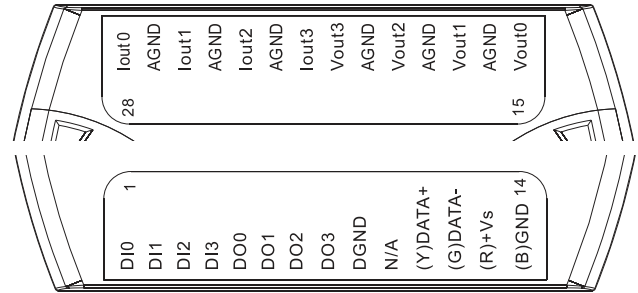 Iout0
AGND
Iout1
AGND
Iout2
AGND
Iout3
Vout3
AGND
Vout2
AGND
Vout1
AGND
Vout0
28
15
1
14
DI0
DI1
DI2
DI3
DO0
DO1
DO2
DO3
DGND
N/A
(Y)DATA+
(G)DATA-
(R)+Vs
(B)GND